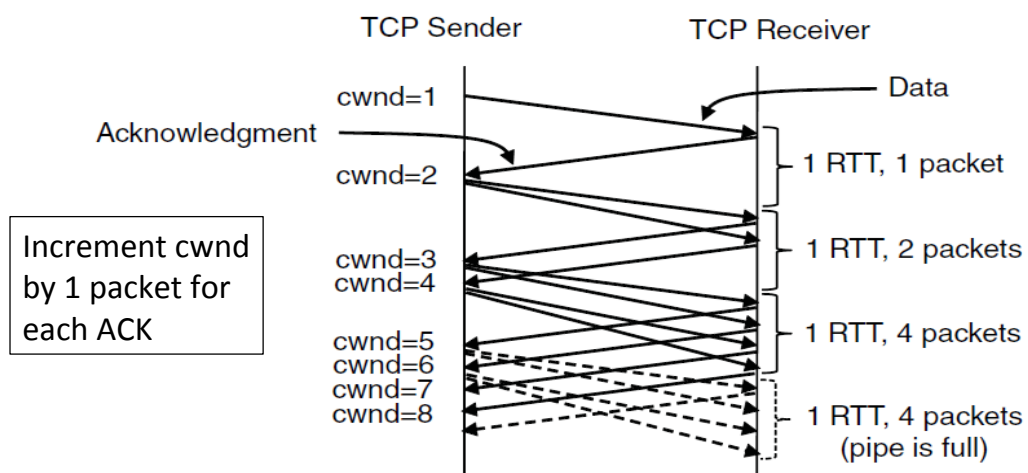 TCP Sender
TCP Receiver
cwnd=1
Data
Acknowledgment
1 RTT, 1 packet
cwnd=2
Increment cwnd
by 1 packet for
each ACK
1 RTT, 2 packets
cwnd=3
cwnd=4
1 RTT, 4 packets
cwnd=5
cwnd=6
cwnd=7
cwnd=8
1 RTT, 4 packets
(pipe is full)